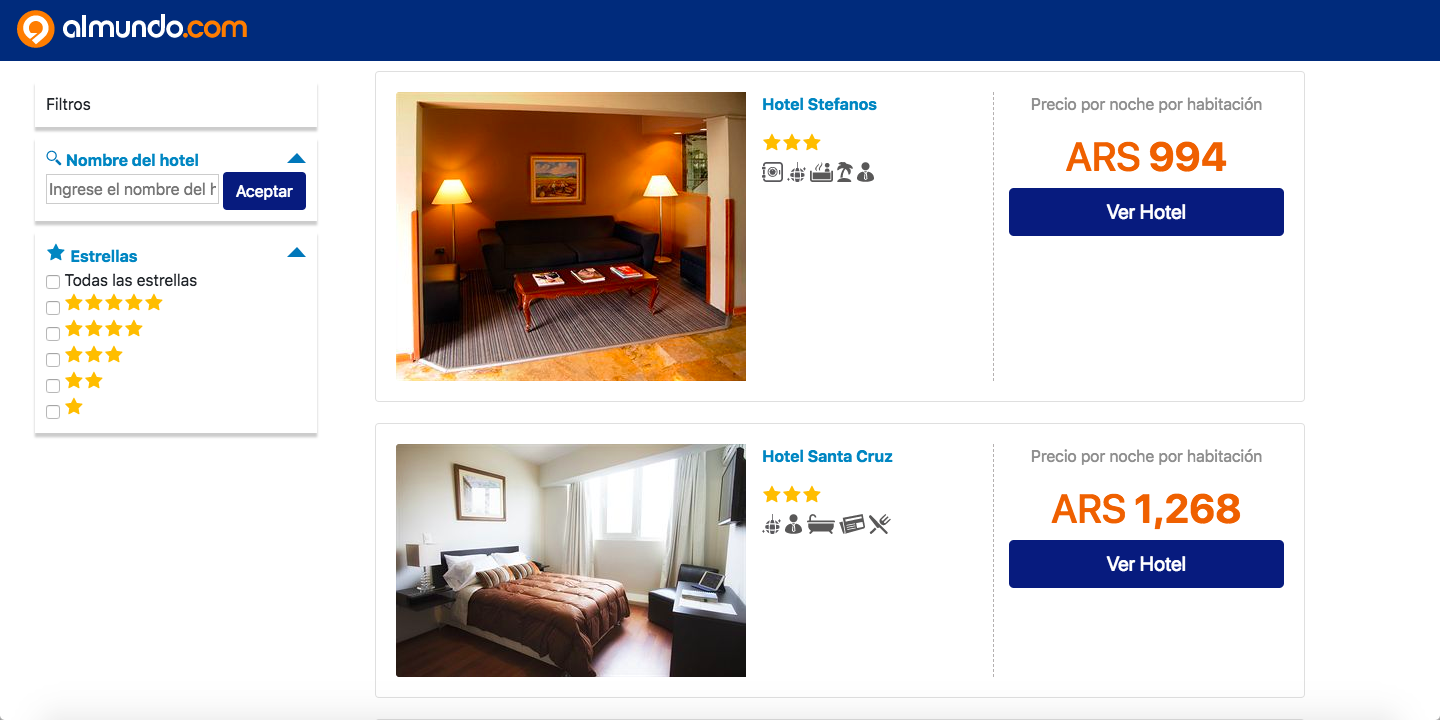 almundo.com
Filtros
Nombre del hotel
Ingrese el nombre del h
Aceptar
Estrellas
Todas las estrellas
Hotel Stefanos
Precio por noche por habitación
ARS 994
Ver Hotel
Hotel Santa Cruz
Precio por noche por habitación
ARS 1,268
Ver Hotel